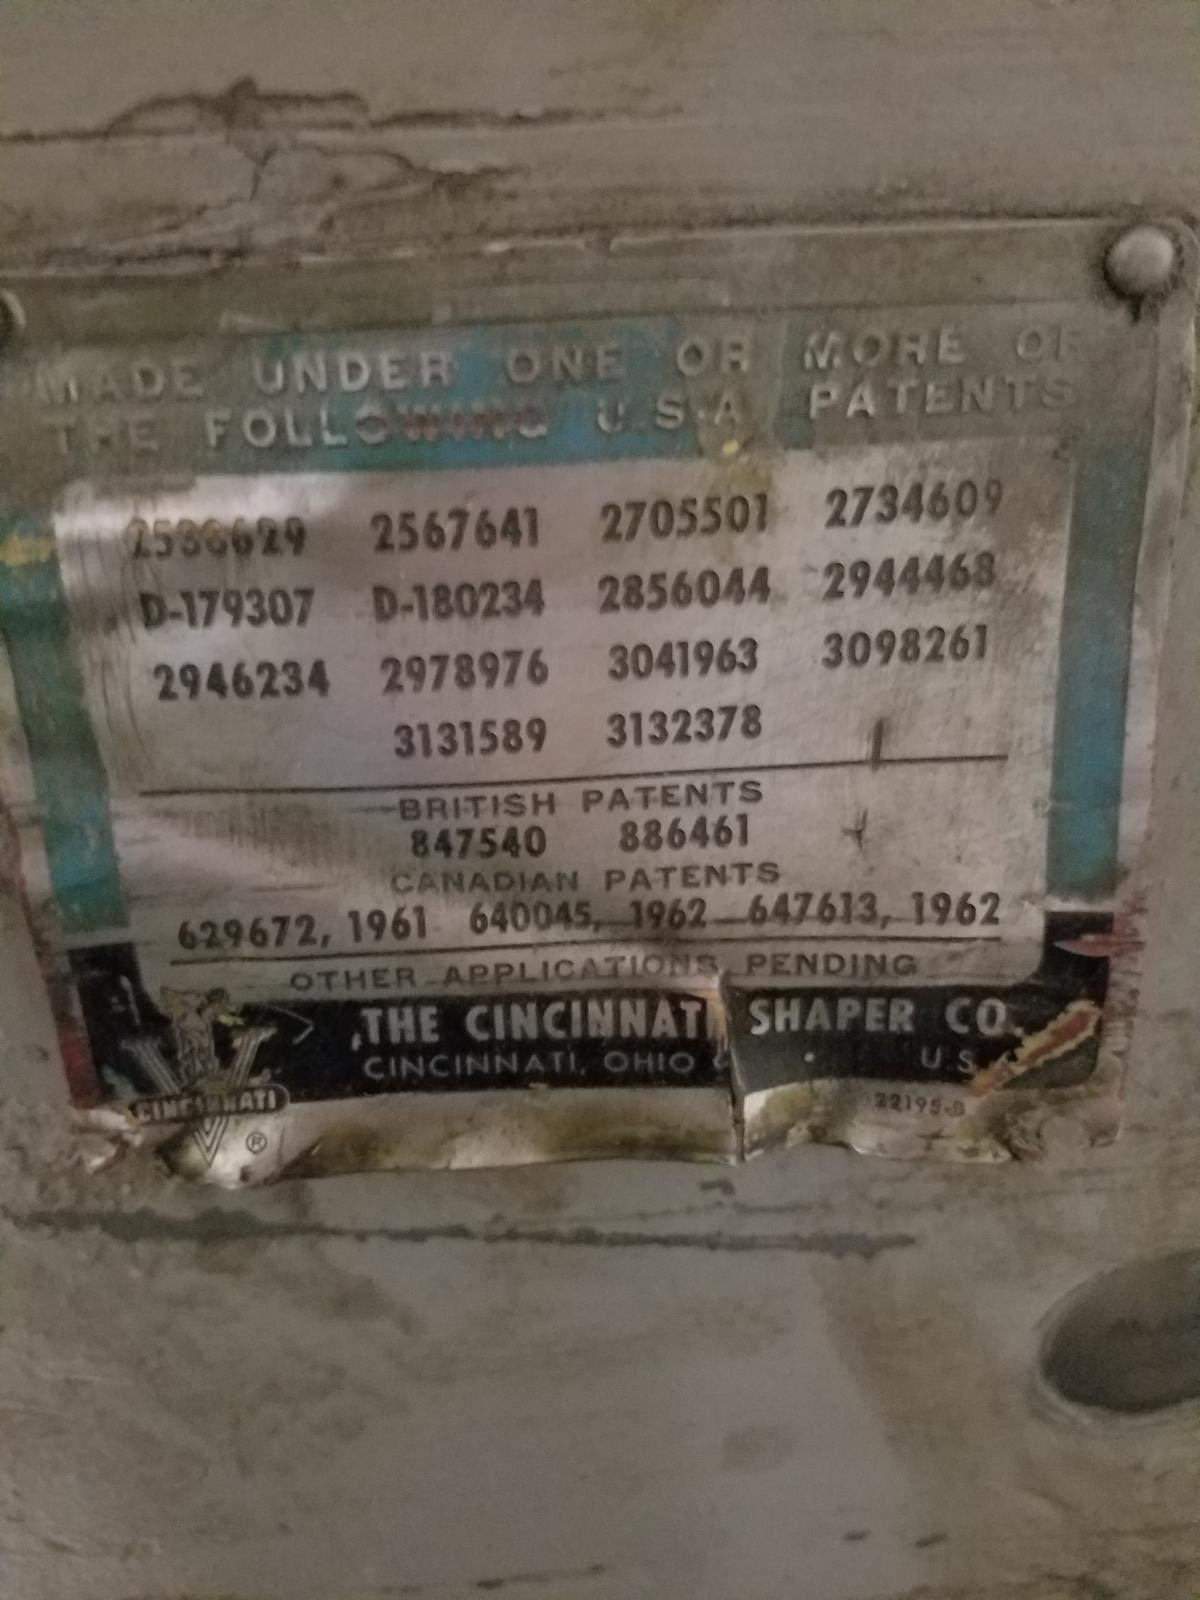 MADE UNDER ONE OR MORE OF
THE FOLLOWING U.S.A PATENTS
2567641 2705501 2734609
D-179307 D-180234 2856044 2944468
2946234 2978976 3041963 3098261
3131589 3132378
BRITISH PATENTS
847540 886461
CANADIAN PATENTS
629672, 1961 640045, 1962 647613, 1962
OTHER APPLICATIONS PENDING
THE CINCINNATI SHAPER CO.
CINCINNATI, OHIO U.S.
CINCINNATI
®
22195-B